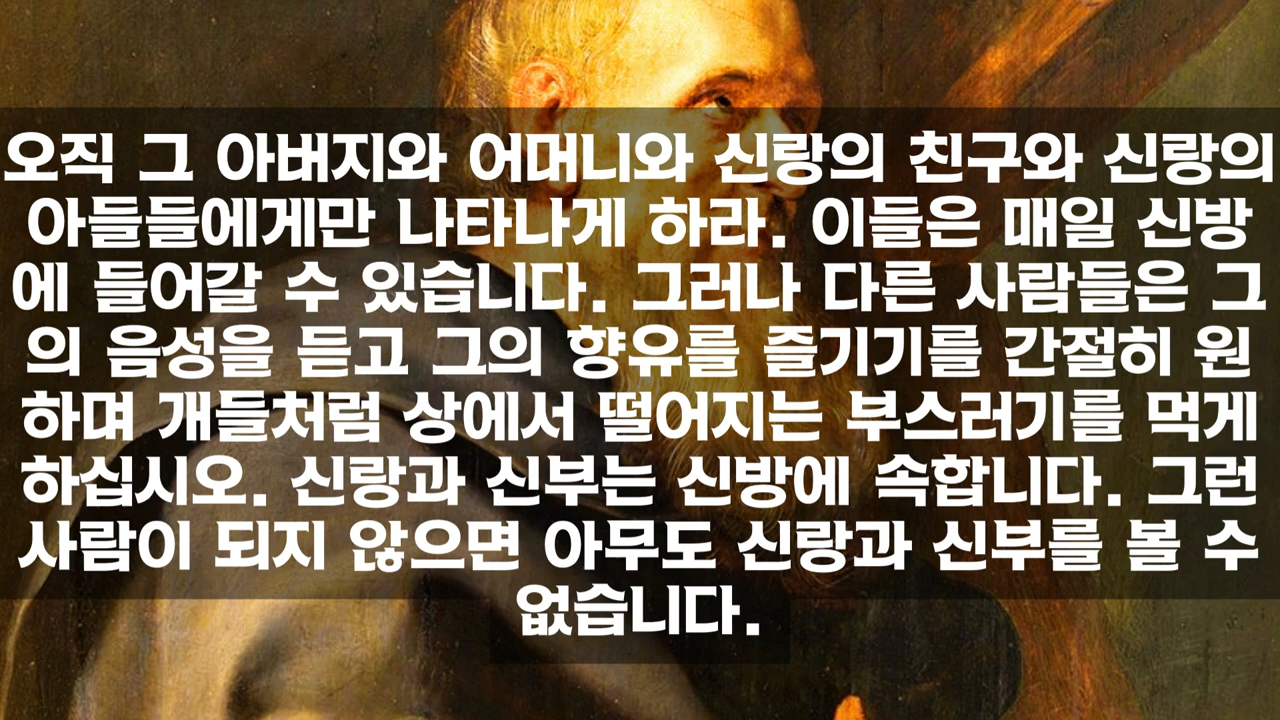 오직 그 아버지와 어머니와 신랑의 친구와 신랑의
아들들에게만 나타나게 하라. 이들은 매일 신방
에 들어갈 수 있습니다. 그러나 다른 사람들은 그
의 음성을 듣고 그의 향유를 즐기기를 간절히 원
하며 개들처럼 상에서 떨어지는 부스러기를 먹게
하십시오. 신랑과 신부는 신방에 속합니다. 그런
사람이 되지 않으면 아무도 신랑과 신부를 볼 수
없습니다.